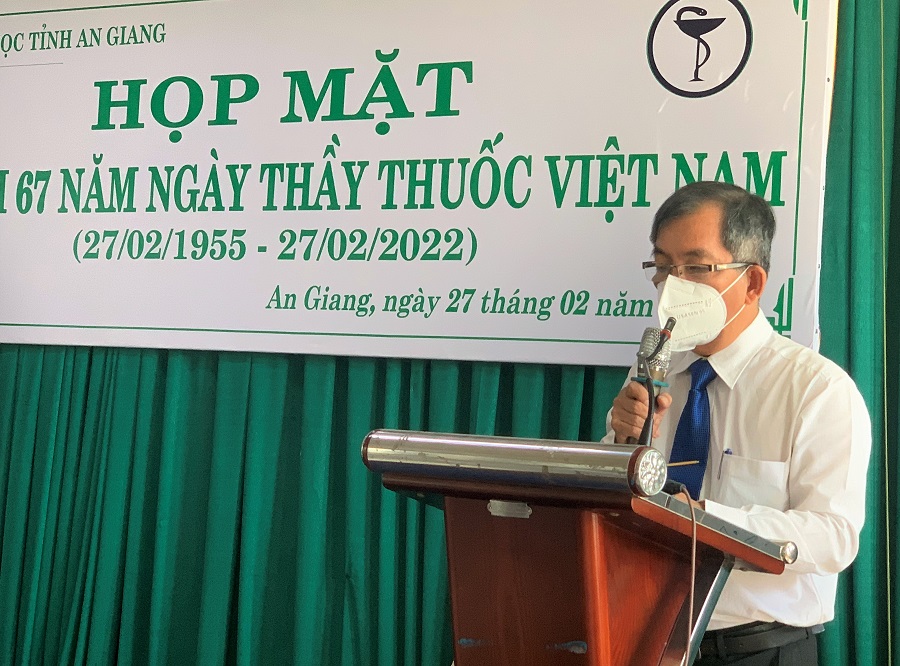 ỌC TỈNH AN GIANG
HỌP MẶT
67 NĂM NGÀY THẦY THUỐC VIỆT NAM
(27/02/1955 - 27/02/2022)
An Giang, ngày 27 tháng 02 năm